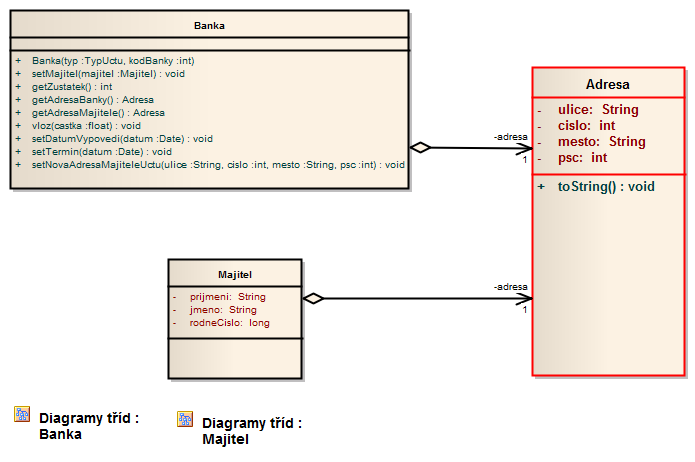 Banka
+ Banka(typ :TypUctu, kodBanky :int)
+ setMajitel(majitel :Majitel) : void
+ getZustatek() : int
+ getAdresaBanky() : Adresa
+ getAdresaMajitele() : Adresa
+ vloz(castka :float) : void
+ setDatumVypovedi(datum :Date) : void
+ setTermin(datum :Date) : void
+ setNovaAdresaMajiteleUctu(ulice :String, cislo :int, mesto :String, psc :int) : void
-adresa
1
Adresa
- ulice: String
- cislo: int
- mesto: String
- psc: int
+ toString() : void
Majitel
- prijmeni: String
- jmeno: String
- rodneCislo: long
-adresa
1
Diagramy tříd :
Banka
Diagramy tříd :
Majitel